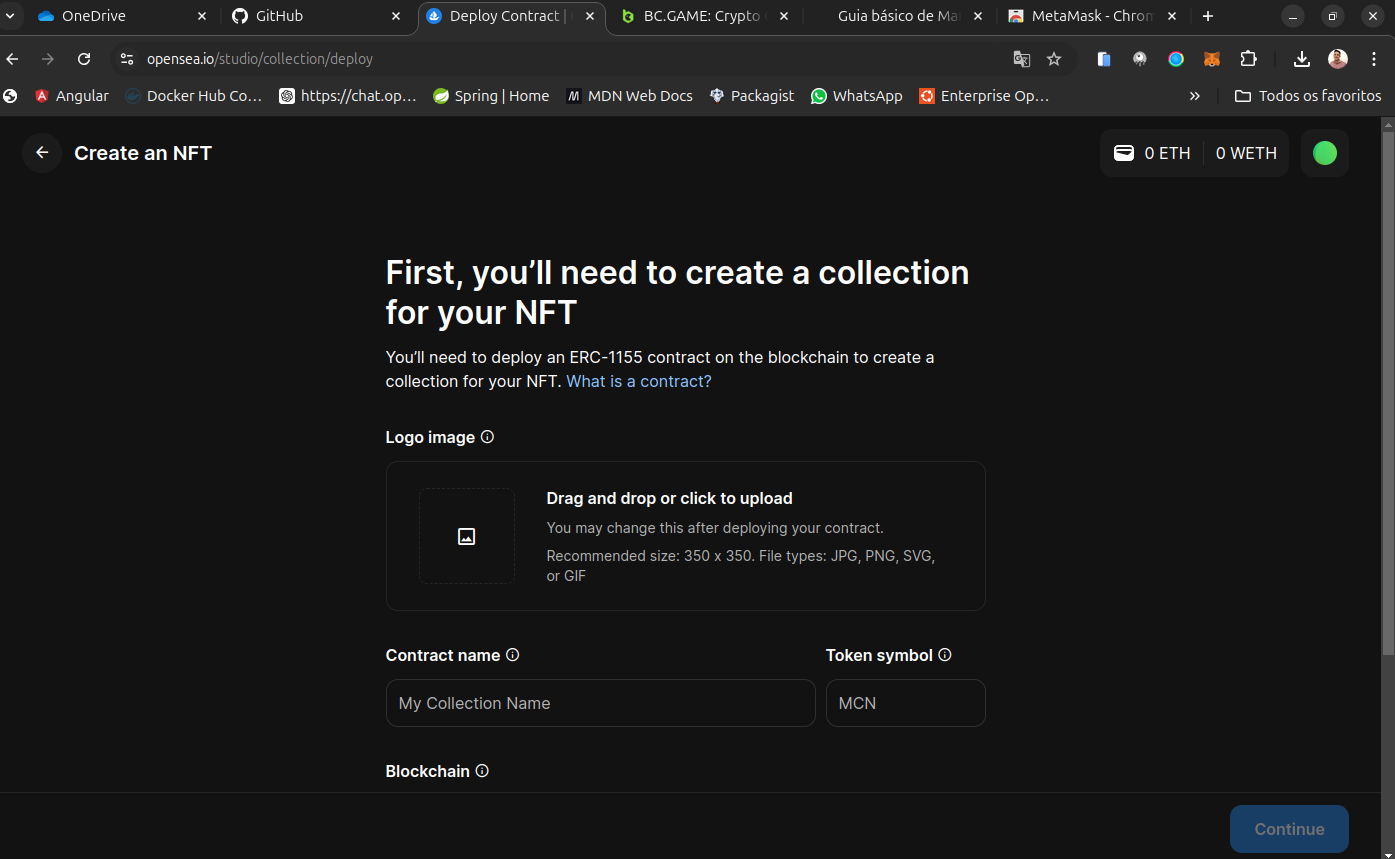 OneDrive
GitHub
Deploy Contract |
BC.GAME: Crypto
Guia básico de Ma
MetaMask - Chrom
opensea.io/studio/collection/deploy
Angular
Docker Hub Co…
https://chat.op…
Spring | Home
MDN Web Docs
Packagist
WhatsApp
Enterprise Op…
Todos os favoritos
Create an NFT
0 ETH
0 WETH
First, you’ll need to create a collection
for your NFT
You’ll need to deploy an ERC-1155 contract on the blockchain to create a
collection for your NFT. What is a contract?
Logo image
Drag and drop or click to upload
You may change this after deploying your contract.
Recommended size: 350 x 350. File types: JPG, PNG, SVG,
or GIF
Contract name
Token symbol
My Collection Name
MCN
Blockchain
Continue